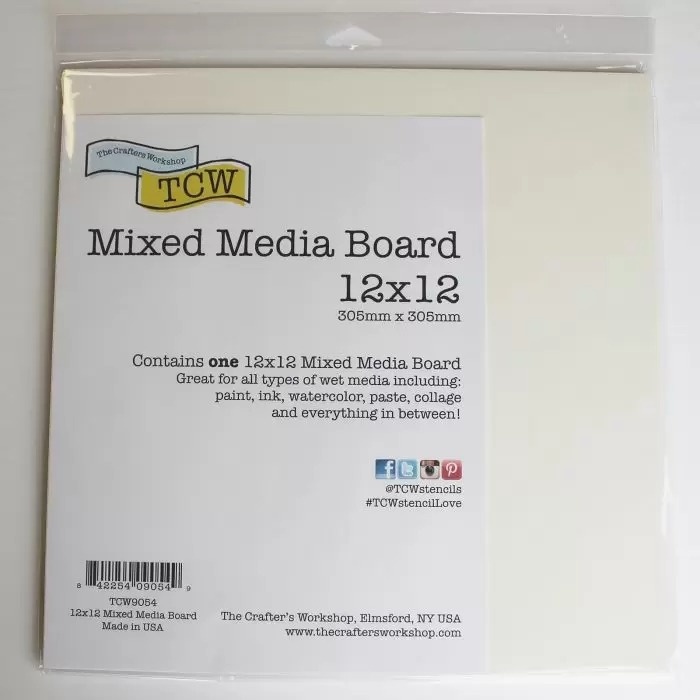 The Crafters Workshop
TCW
Mixed Media Board
12x12
305mm x 305mm
Contains one 12x12 Mixed Media Board
Great for all types of wet media including:
paint, ink, watercolor, paste, collage
and everything in between!
@TCWstencils
#TCWstencilLove
8 42254 09054 9
TCW9054
12x12 Mixed Media Board
Made in USA
The Crafter's Workshop, Elmsford, NY USA
www.thecraftersworkshop.com